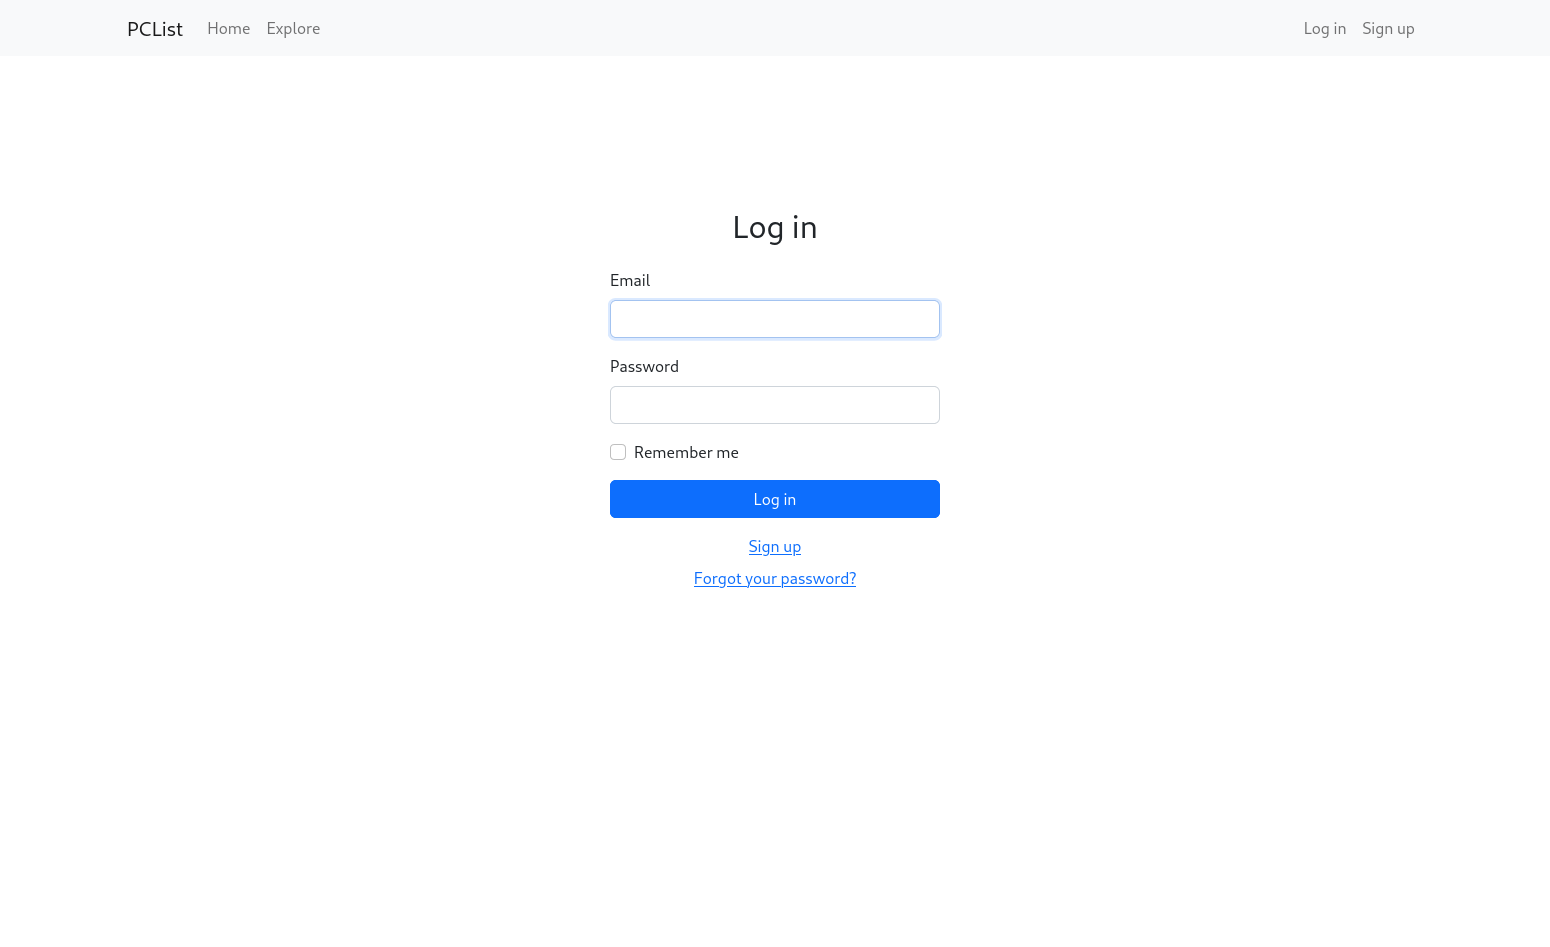 PCList Home Explore Log in Sign up
Log in
Email
Password
Remember me
Log in
Sign up
Forgot your password?